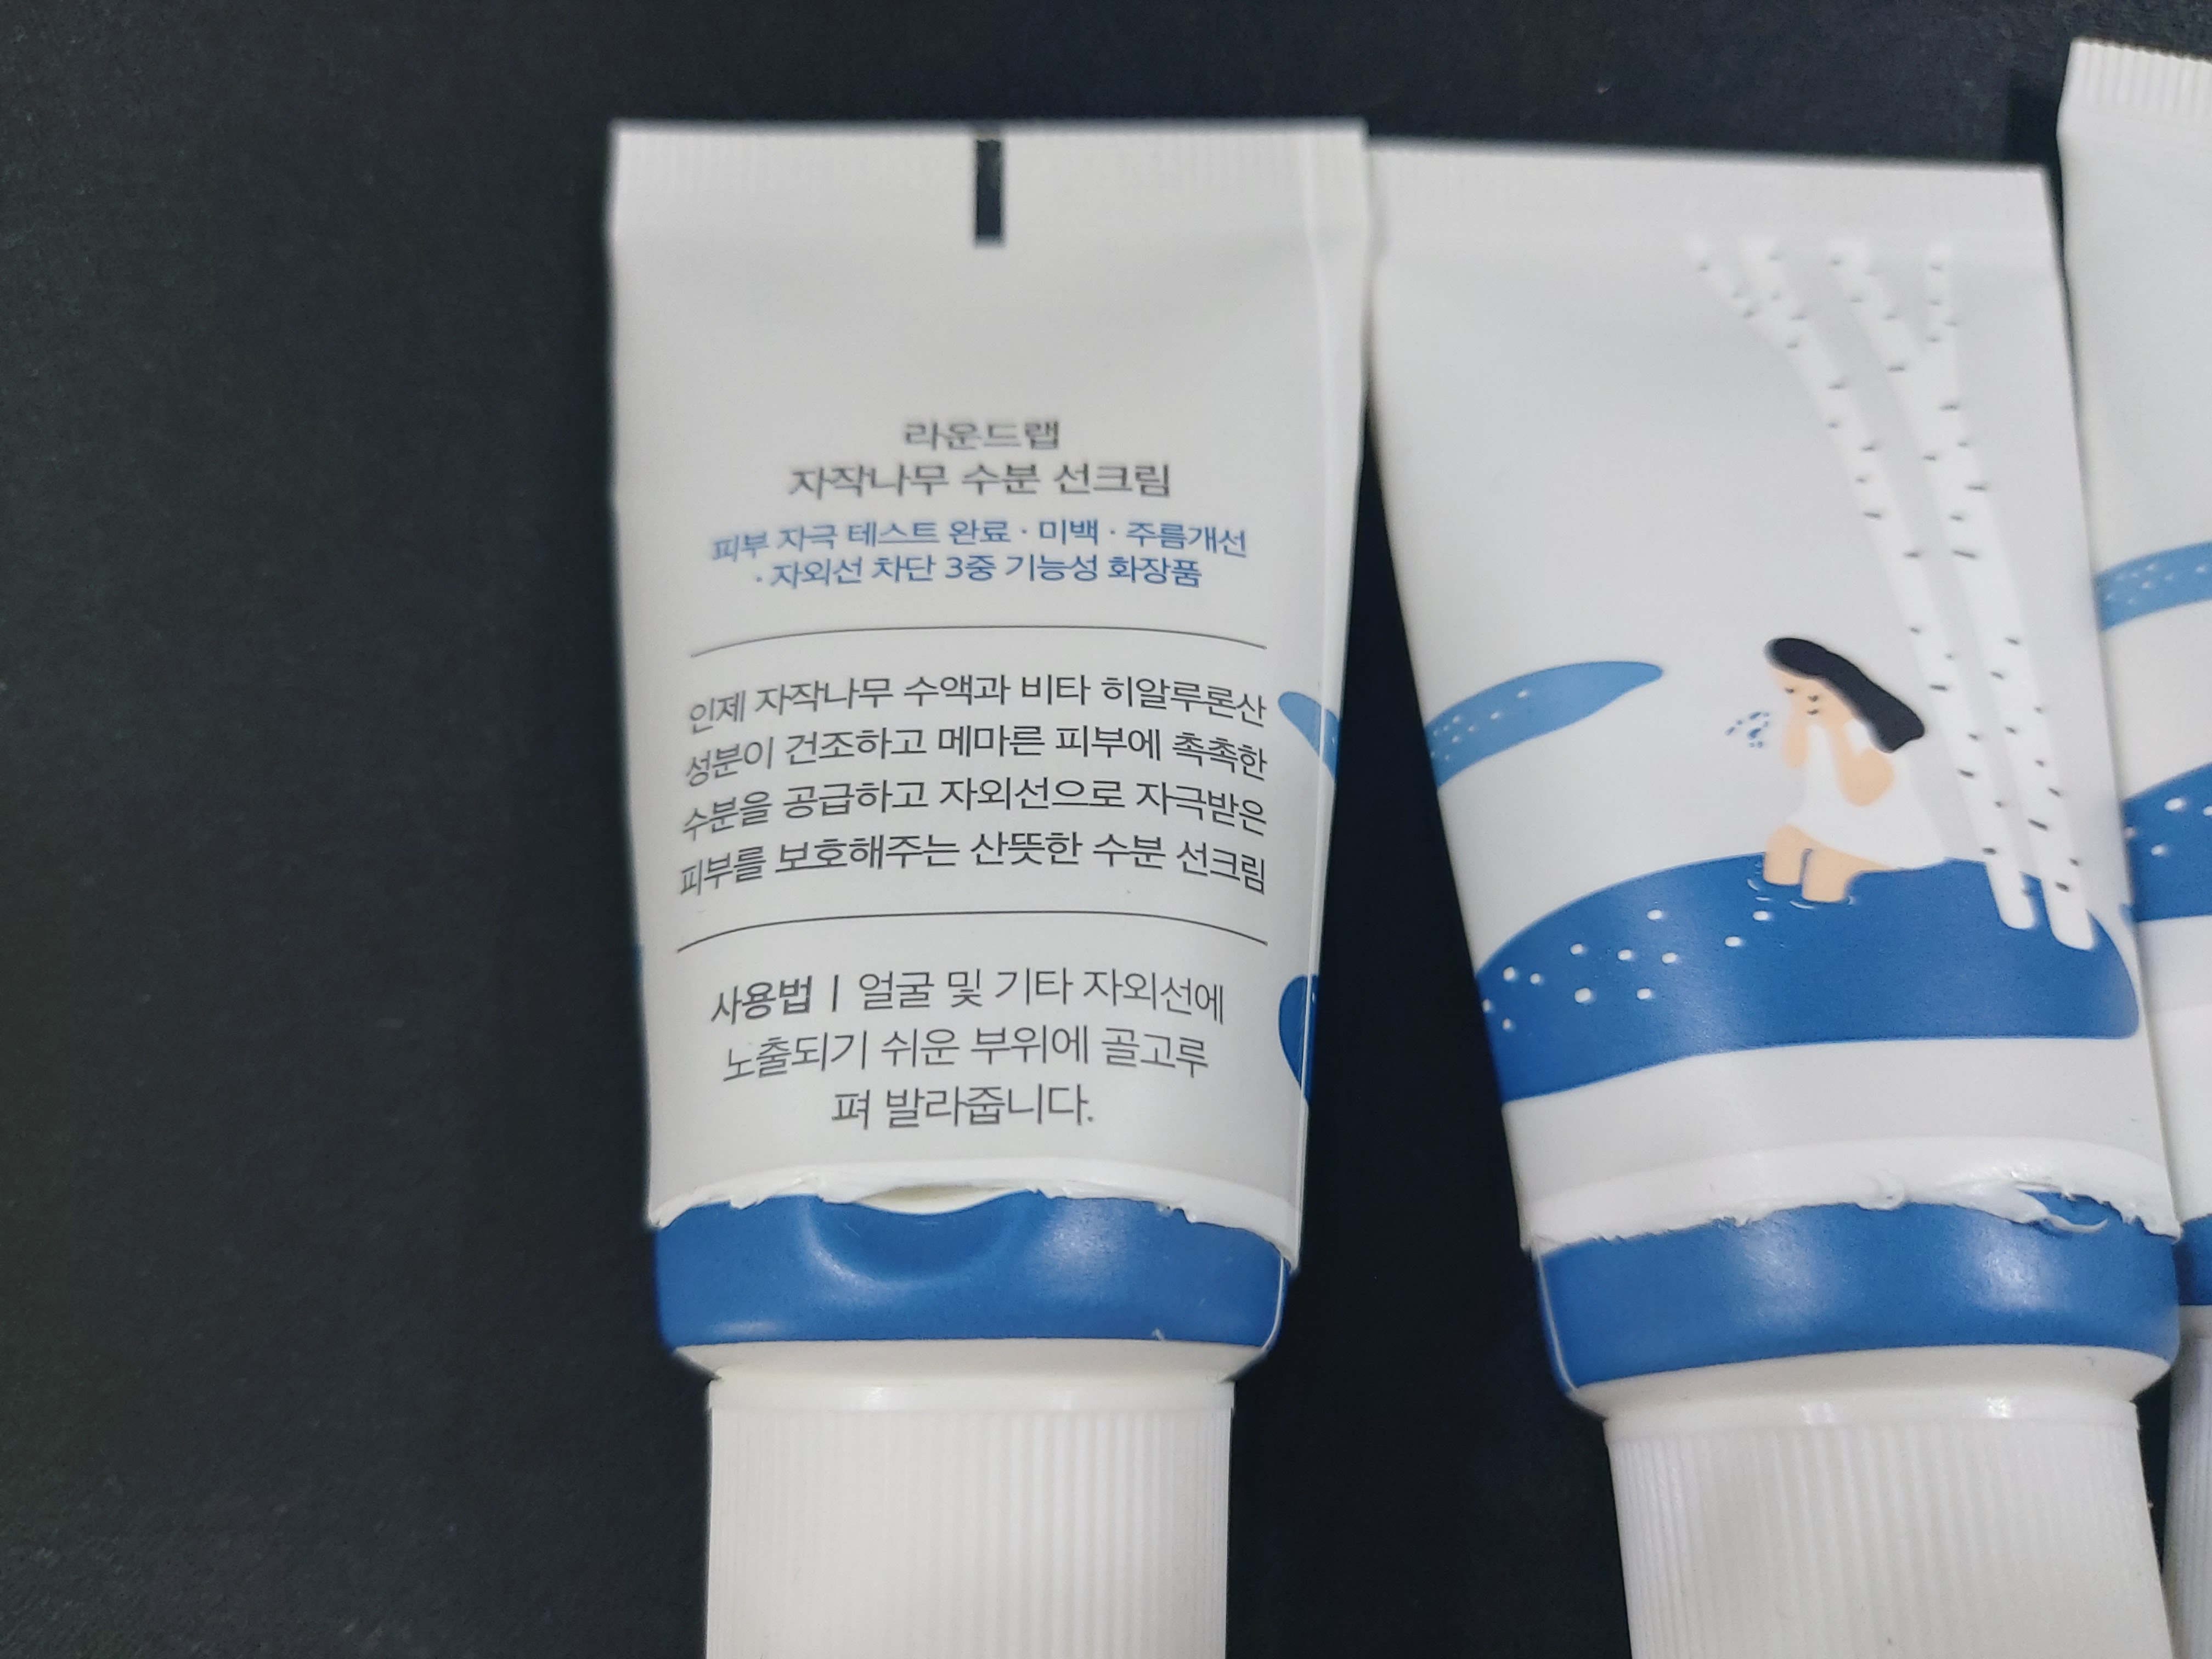 라운드랩
자작나무 수분 선크림
피부 자극 테스트 완료 · 미백 · 주름개선
· 자외선 차단 3중 기능성 화장품
인제 자작나무 수액과 비타 히알루론산
성분이 건조하고 메마른 피부에 촉촉한
수분을 공급하고 자외선으로 자극받은
피부를 보호해주는 산뜻한 수분 선크림
사용법 | 얼굴 및 기타 자외선에
노출되기 쉬운 부위에 골고루
펴 발라줍니다.